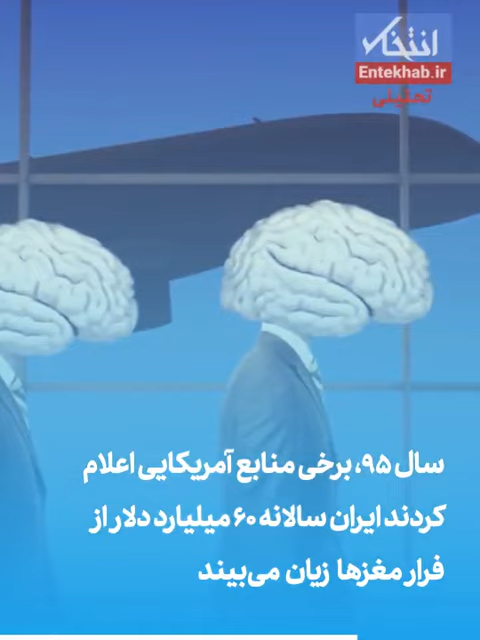 انتخاب
Entekhab.ir
تحلیلی
سال ۹۵، برخی منابع آمریکایی اعلام
کردند ایران سالانه ۶۰ میلیارد دلار از
فرار مغزها زیان می‌بیند